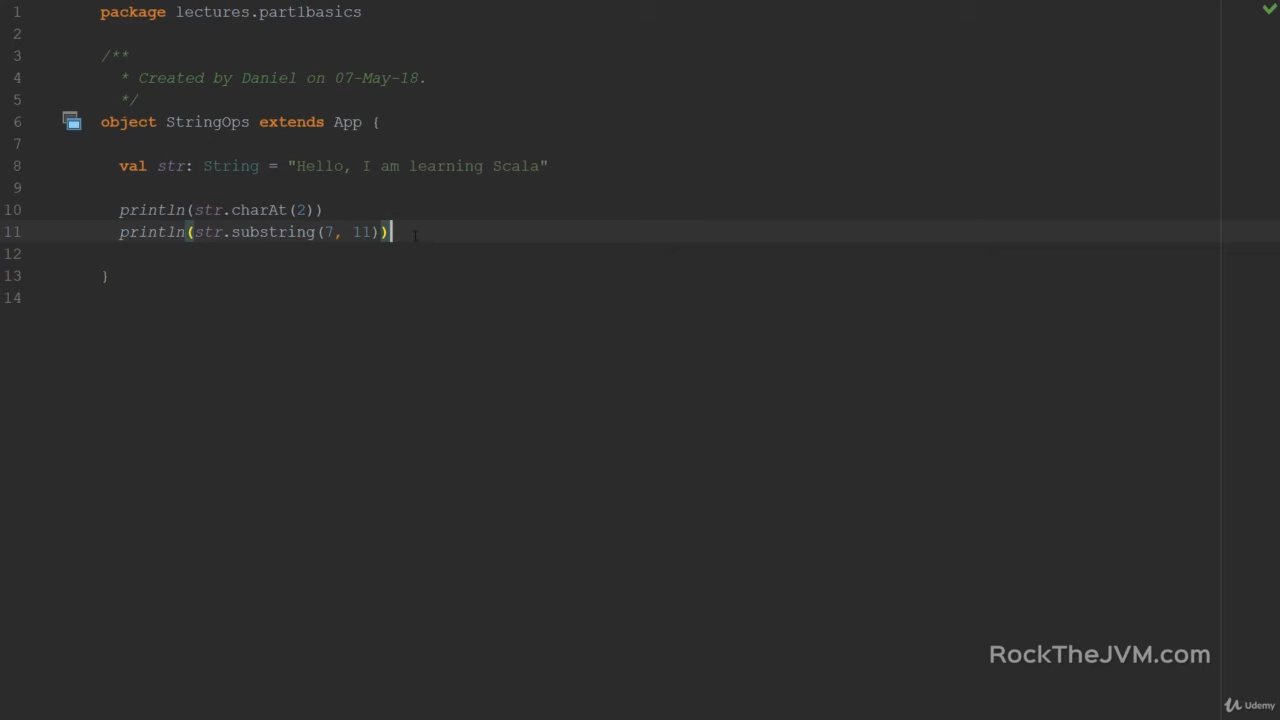 1 package lectures.part1basics
2
3 /**
4 * Created by Daniel on 07-May-18.
5 */
6 object StringOps extends App {
7
8 val str: String = "Hello, I am learning Scala"
9
10 println(str.charAt(2))
11 println(str.substring(7, 11))
12
13 }
14
RockTheJVM.com
Udemy